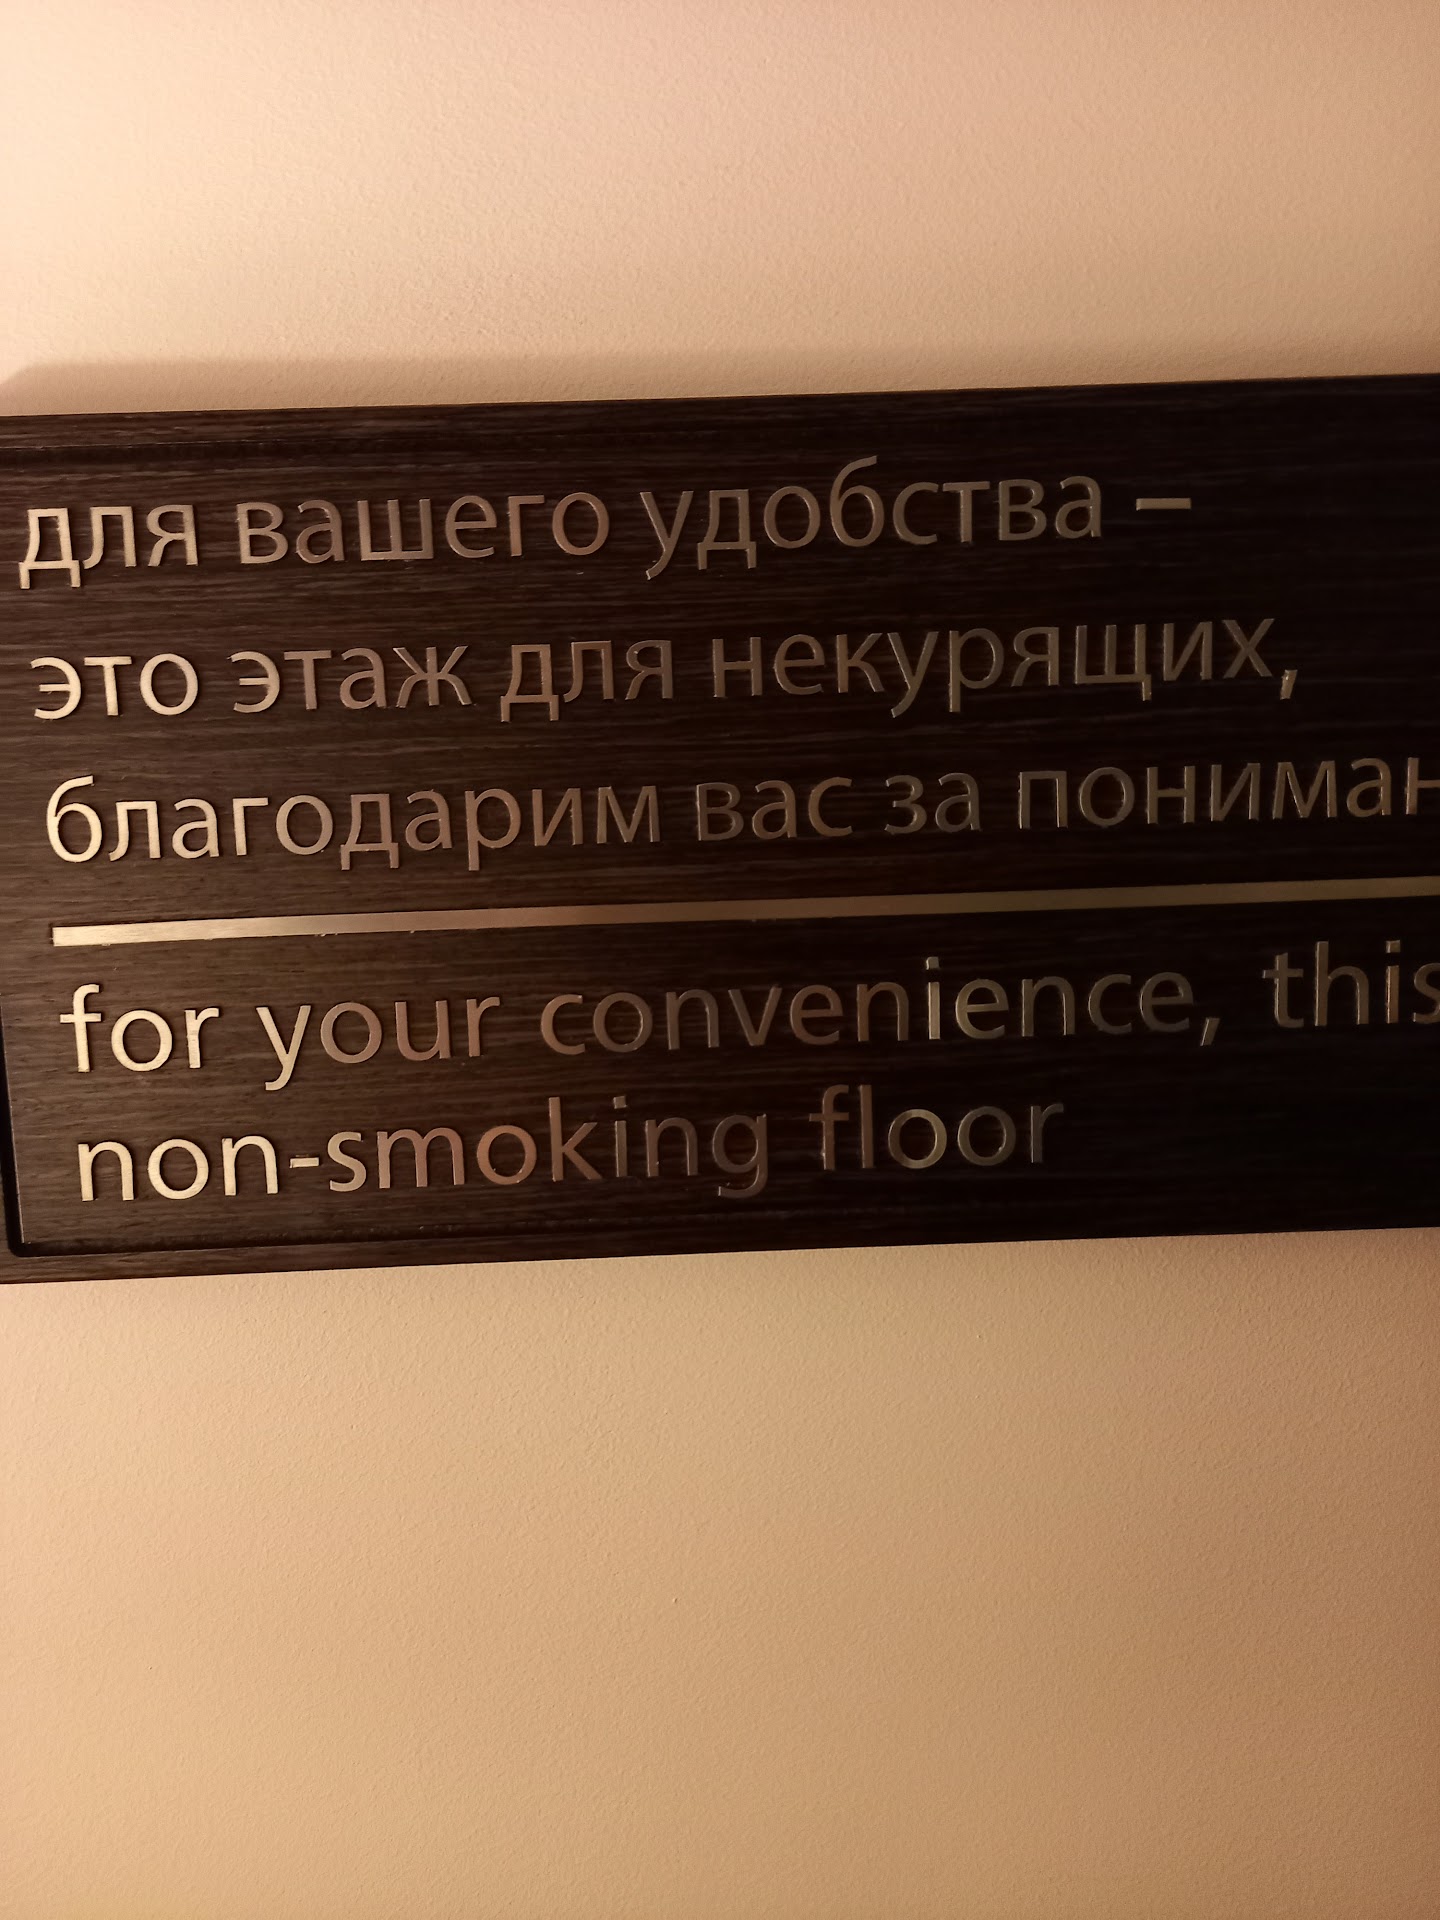 для вашего удобства –
это этаж для некурящих,
благодарим вас за пониман
for your convenience, this
non-smoking floor